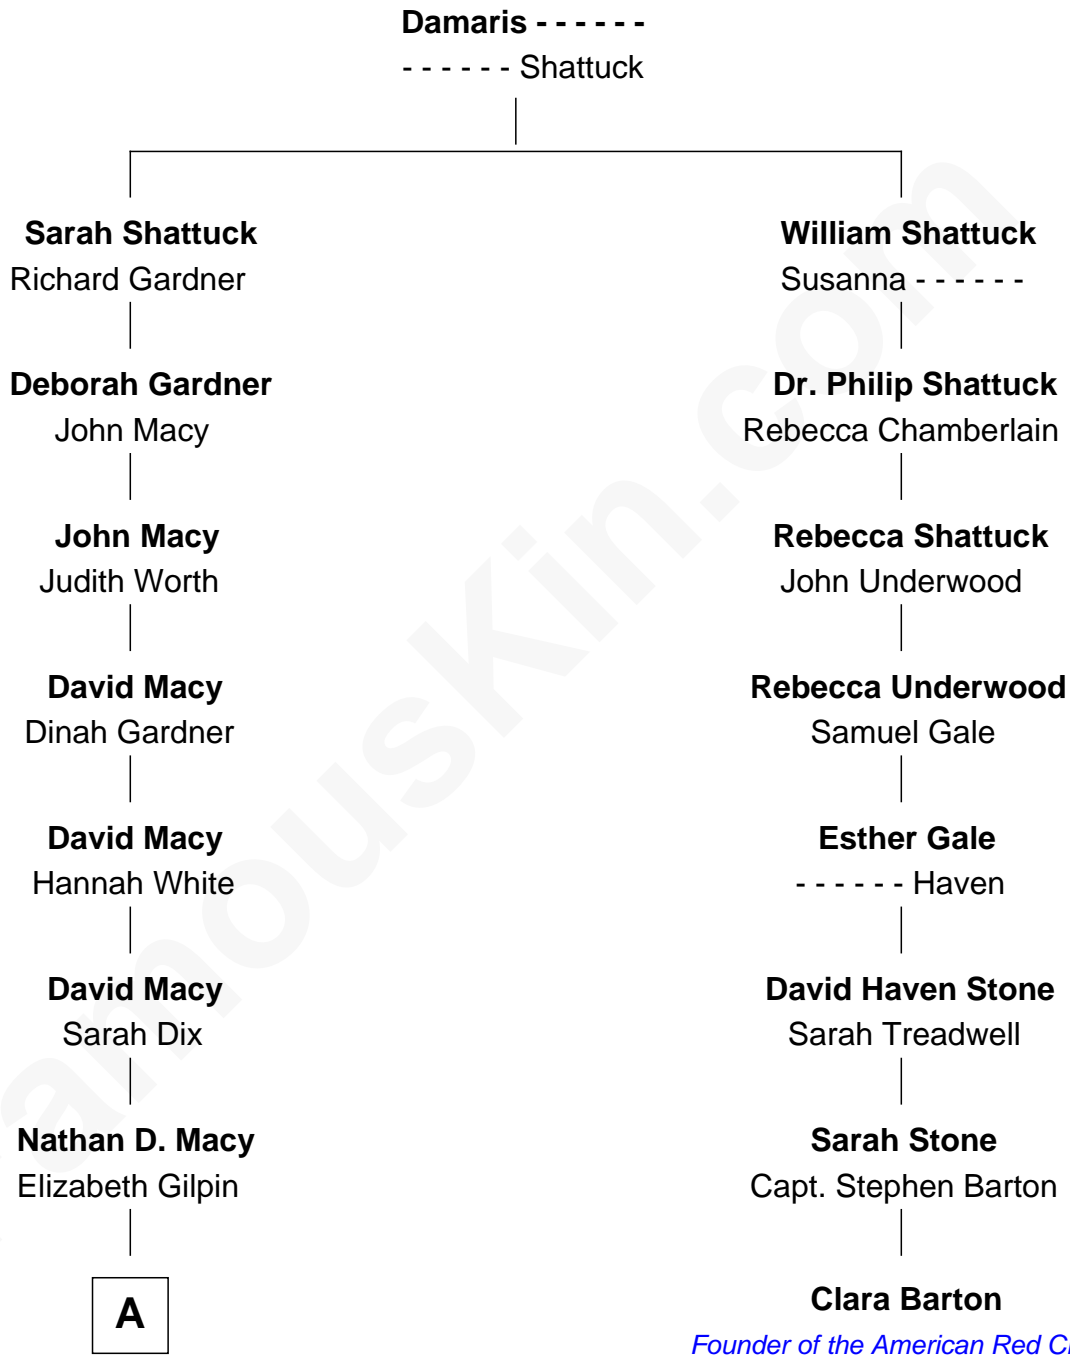 Damaris - - - - - -
- - - - - - Shattuck
Sarah Shattuck
Richard Gardner
William Shattuck
Susanna - - - - - -
Deborah Gardner
John Macy
Dr. Philip Shattuck
Rebecca Chamberlain
John Macy
Judith Worth
Rebecca Shattuck
John Underwood
David Macy
Dinah Gardner
Rebecca Underwood
Samuel Gale
David Macy
Hannah White
Esther Gale
- - - - - - Haven
David Macy
Sarah Dix
David Haven Stone
Sarah Treadwell
Nathan D. Macy
Elizabeth Gilpin
Sarah Stone
Capt. Stephen Barton
A
Clara Barton
Founder of the American Red
amouskin.com